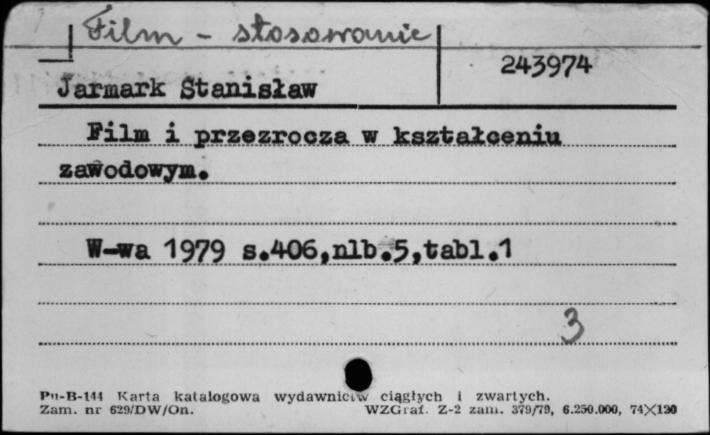 Film - stosowanie
243974
Jarmark Stanisław
Film i przezrocza w kształceniu
zawodowym.
W-wa 1979 s.406,nlb.5,tabl.1
3
Pu-B-144 Karta katalogowa wydawnictw ciągłych i zwartych.
Zam. nr 629/DW/On. WZGraf. Z-2 zam. 379/79, 6.250.000, 74×120